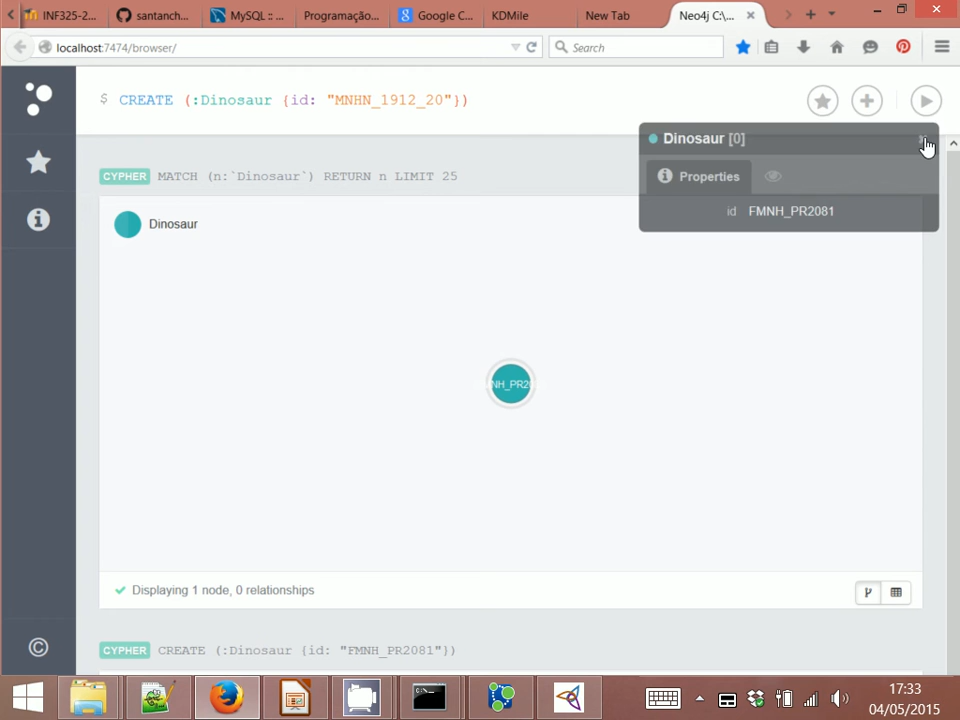 INF325-2... santanch... MySQL :: ... Programação... Google C... KDMile New Tab Neo4j C:\...
localhost:7474/browser/ Search
$ CREATE (:Dinosaur {id: "MNHN_1912_20"})
Dinosaur [0]
CYPHER MATCH (n:`Dinosaur`) RETURN n LIMIT 25
Properties
id FMNH_PR2081
Dinosaur
Displaying 1 node, 0 relationships
CYPHER CREATE (:Dinosaur {id: "FMNH_PR2081"})
17:33
04/05/2015